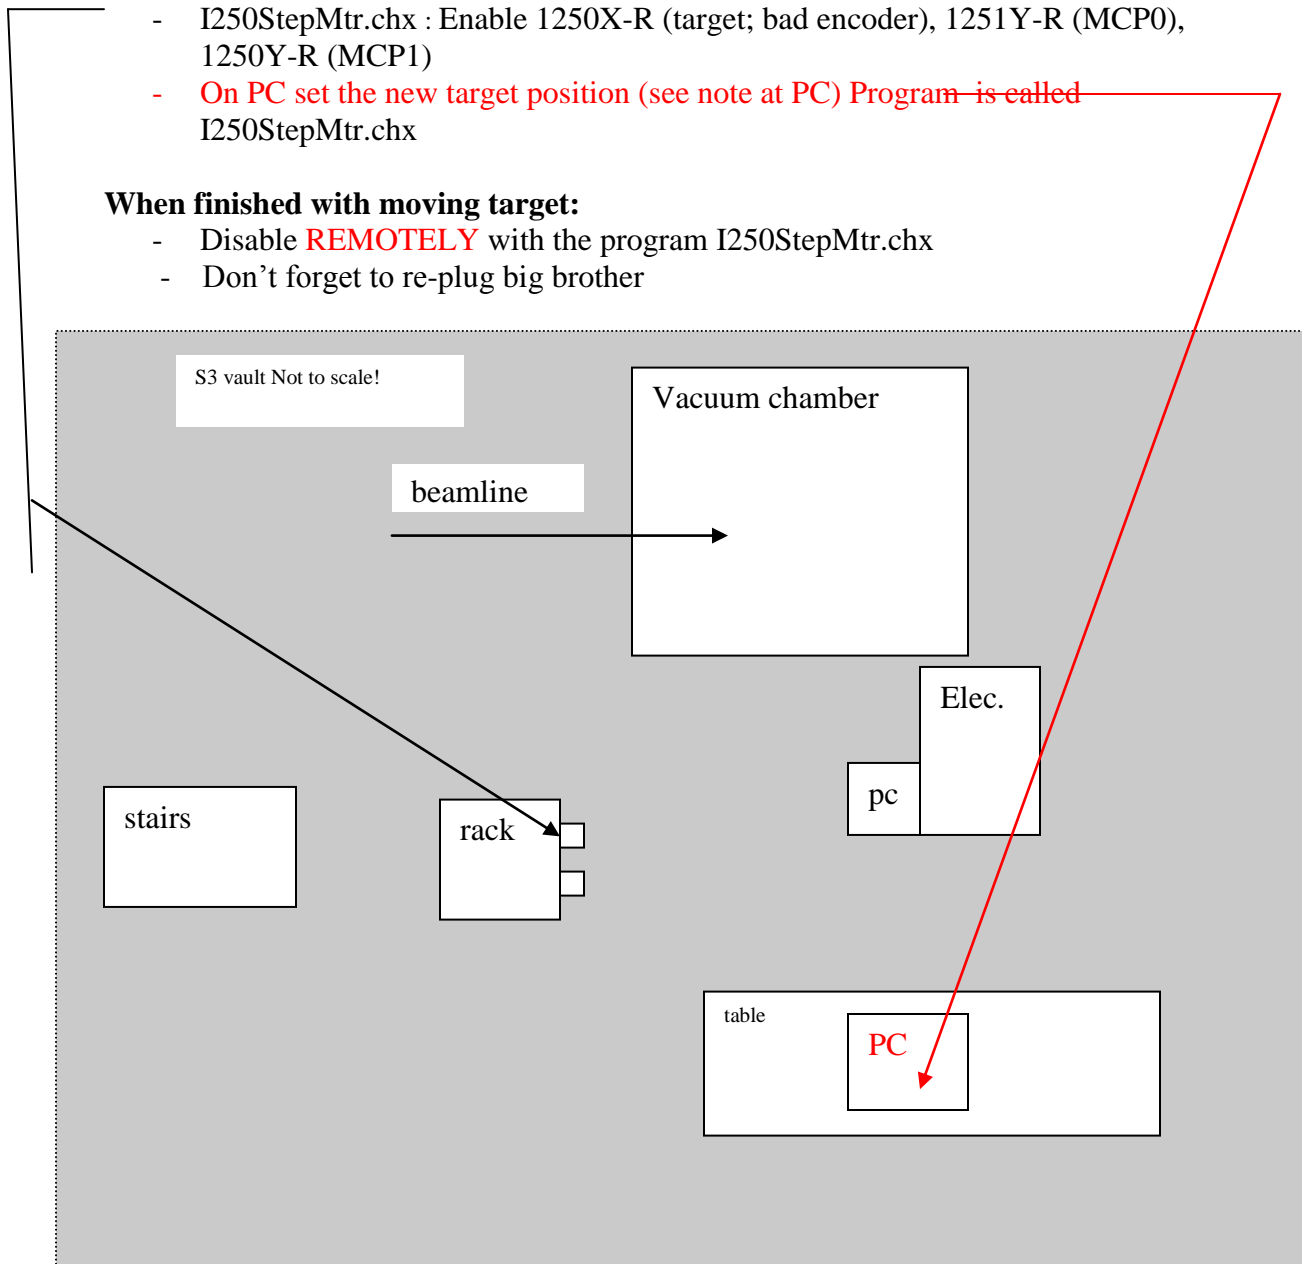 - I250StepMtr.chx : Enable 1250X-R (target; bad encoder), 1251Y-R (MCP0),
1250Y-R (MCP1)
- On PC set the new target position (see note at PC) Program is called
I250StepMtr.chx
When finished with moving target:
- Disable REMOTELY with the program I250StepMtr.chx
- Don’t forget to re-plug big brother
S3 vault Not to scale!
Vacuum chamber
beamline
Elec.
pc
stairs
rack
table
PC